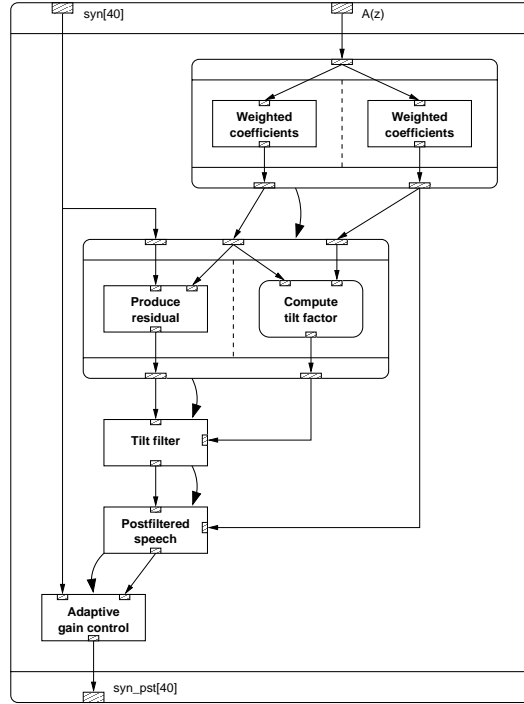 syn[40]
A(z)
Weighted
coefficients
Weighted
coefficients
Produce
residual
Compute
tilt factor
Tilt filter
Postfiltered
speech
Adaptive
gain control
syn_pst[40]